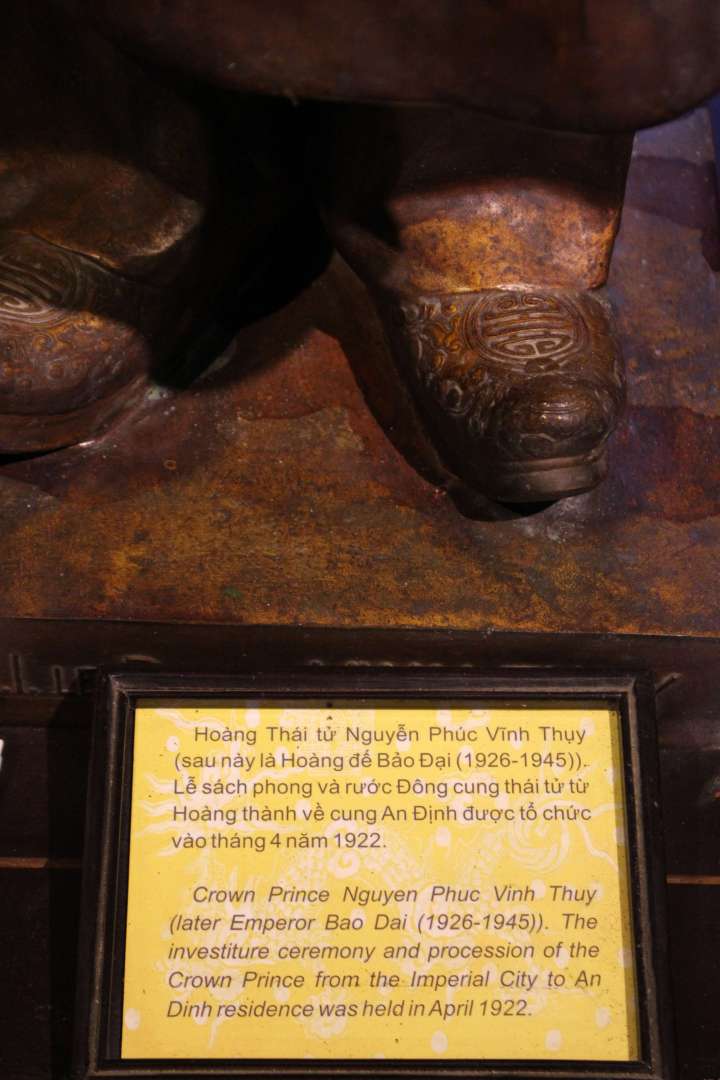 Hoàng Thái tử Nguyễn Phúc Vĩnh Thụy
(sau này là Hoàng đế Bảo Đại (1926-1945)).
Lễ sách phong và rước Đông cung thái tử từ
Hoàng thành về cung An Định được tổ chức
vào tháng 4 năm 1922.
Crown Prince Nguyen Phuc Vinh Thuy
(later Emperor Bao Dai (1926-1945)). The
investiture ceremony and procession of the
Crown Prince from the Imperial City to An
Dinh residence was held in April 1922.